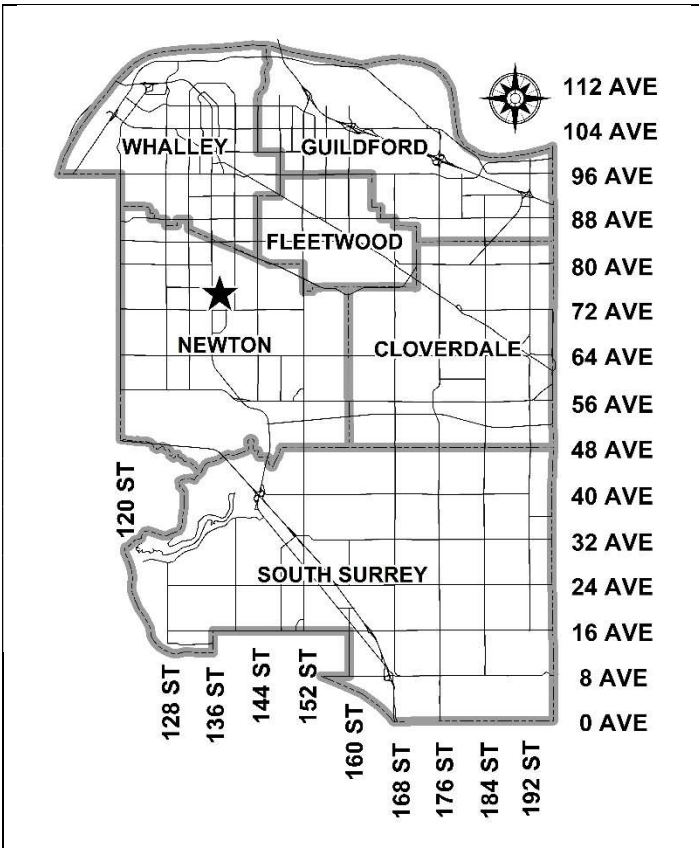 112 AVE
104 AVE
WHALLEY
GUILDFORD
96 AVE
88 AVE
FLEETWOOD
80 AVE
72 AVE
NEWTON
CLOVERDALE
64 AVE
56 AVE
48 AVE
120 ST
40 AVE
32 AVE
SOUTH SURREY
24 AVE
16 AVE
128 ST
136 ST
144 ST
152 ST
160 ST
8 AVE
0 AVE
168 ST
176 ST
184 ST
192 ST